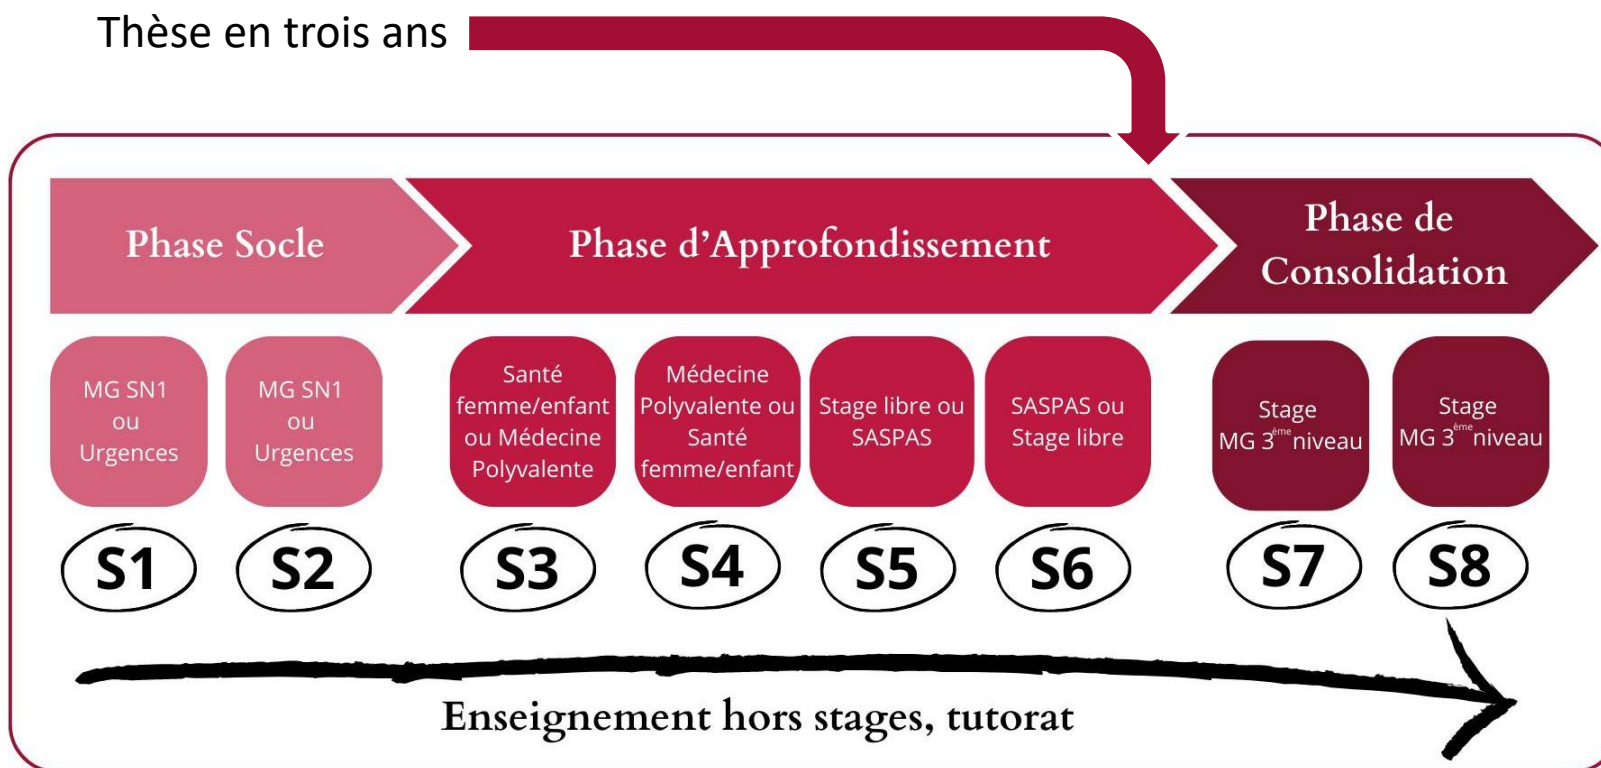 Thèse en trois ans
Phase Socle
Phase d'Approfondissement
Phase de
Consolidation
MG SN1
ou
Urgences
MG SN1
ou
Urgences
Santé
femme/enfant
ou Médecine
Polyvalente
Médecine
Polyvalente ou
Santé
femme/enfant
Stage libre ou
SASPAS
SASPAS ou
Stage libre
Stage
MG 3ème niveau
Stage
MG 3ème niveau
S1
S2
S3
S4
S5
S6
S7
S8
Enseignement hors stages, tutorat